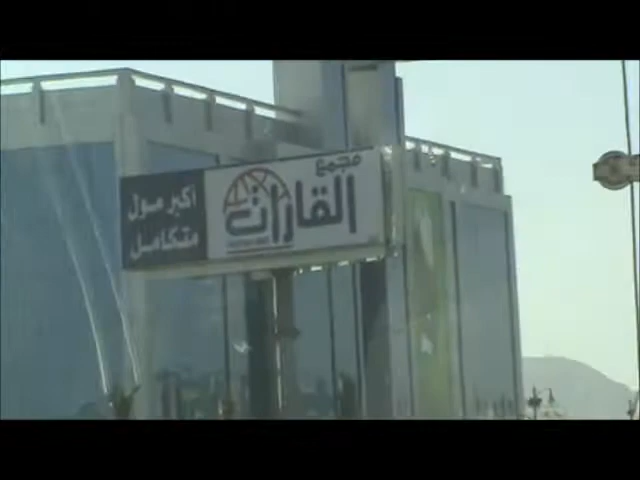 مجمع
القارات
أكبر مول
متكامل